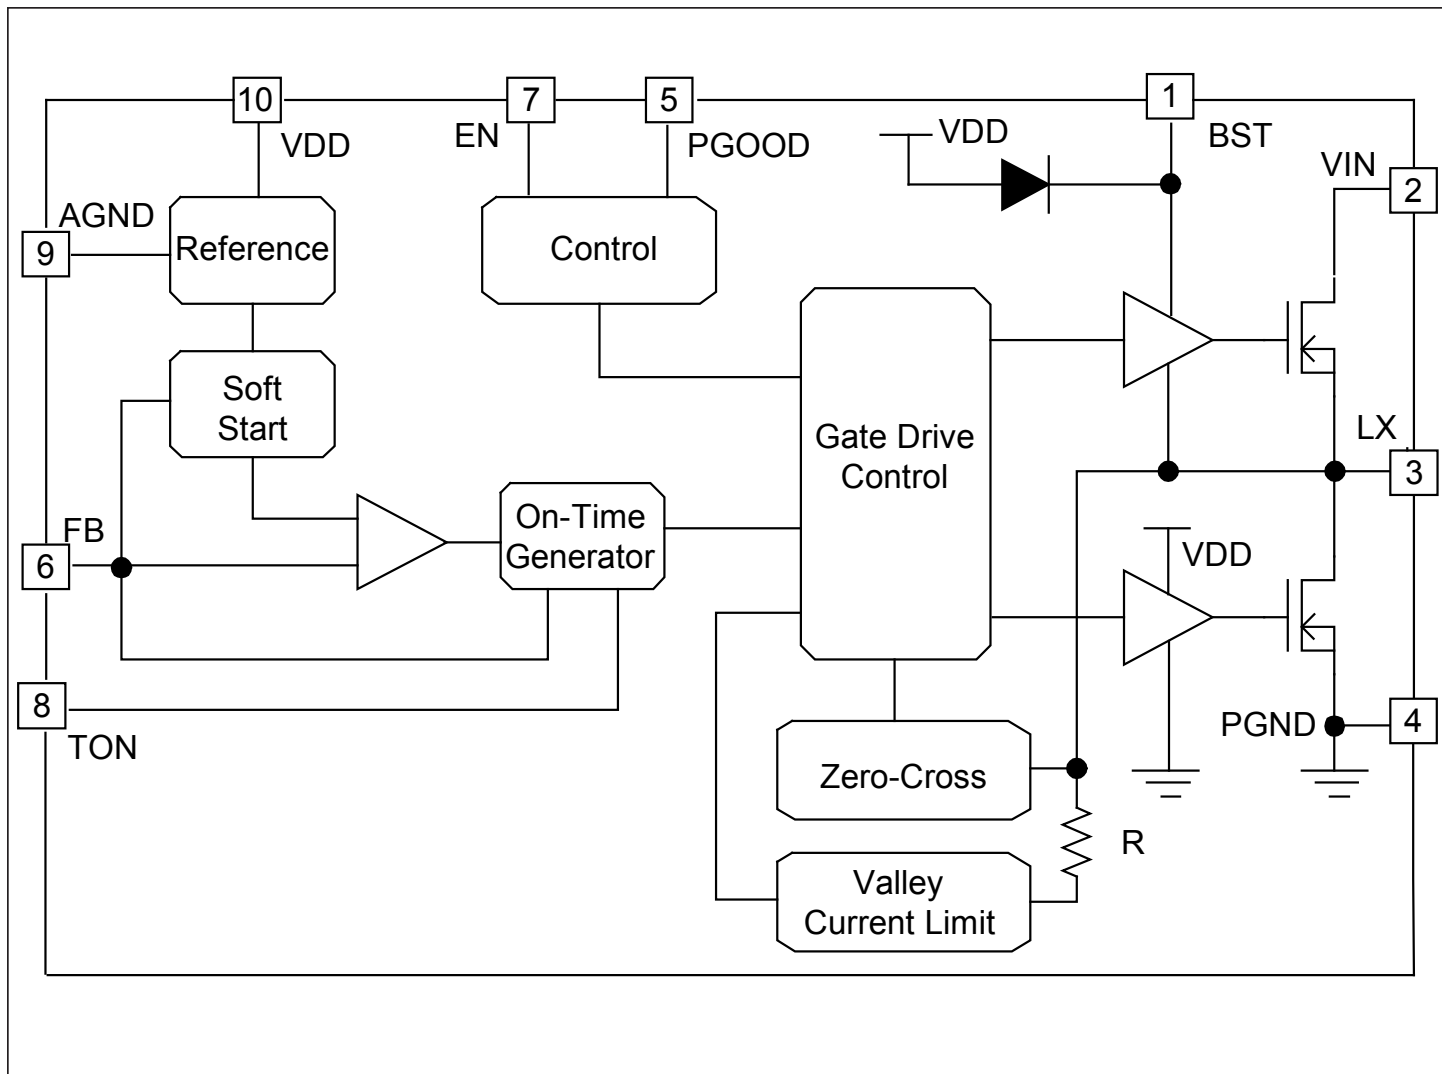 10
7
5
1
VDD
EN
PGOOD
VDD
BST
VIN
2
AGND
9
Reference
Control
Soft
Start
Gate Drive
Control
LX
3
FB
6
On-Time
Generator
VDD
8
TON
PGND
4
Zero-Cross
R
Valley
Current Limit